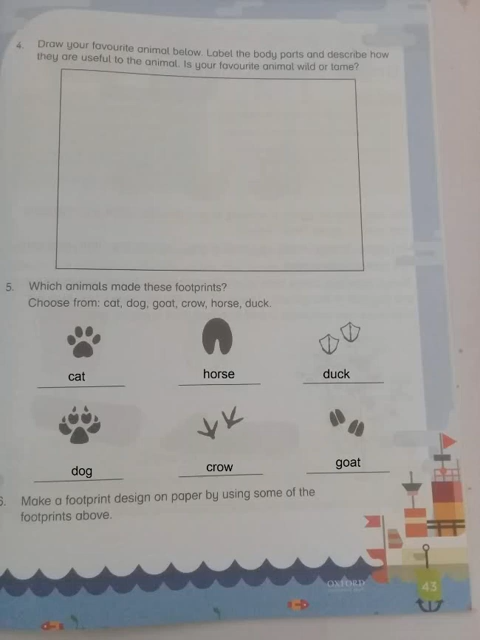 4. Draw your favourite animal below. Label the body parts and describe how
they are useful to the animal. Is your favourite animal wild or tame?
5. Which animals made these footprints?
Choose from: cat, dog, goat, crow, horse, duck.
cat horse duck
dog crow goat
6. Make a footprint design on paper by using some of the
footprints above.
OXFORD
43